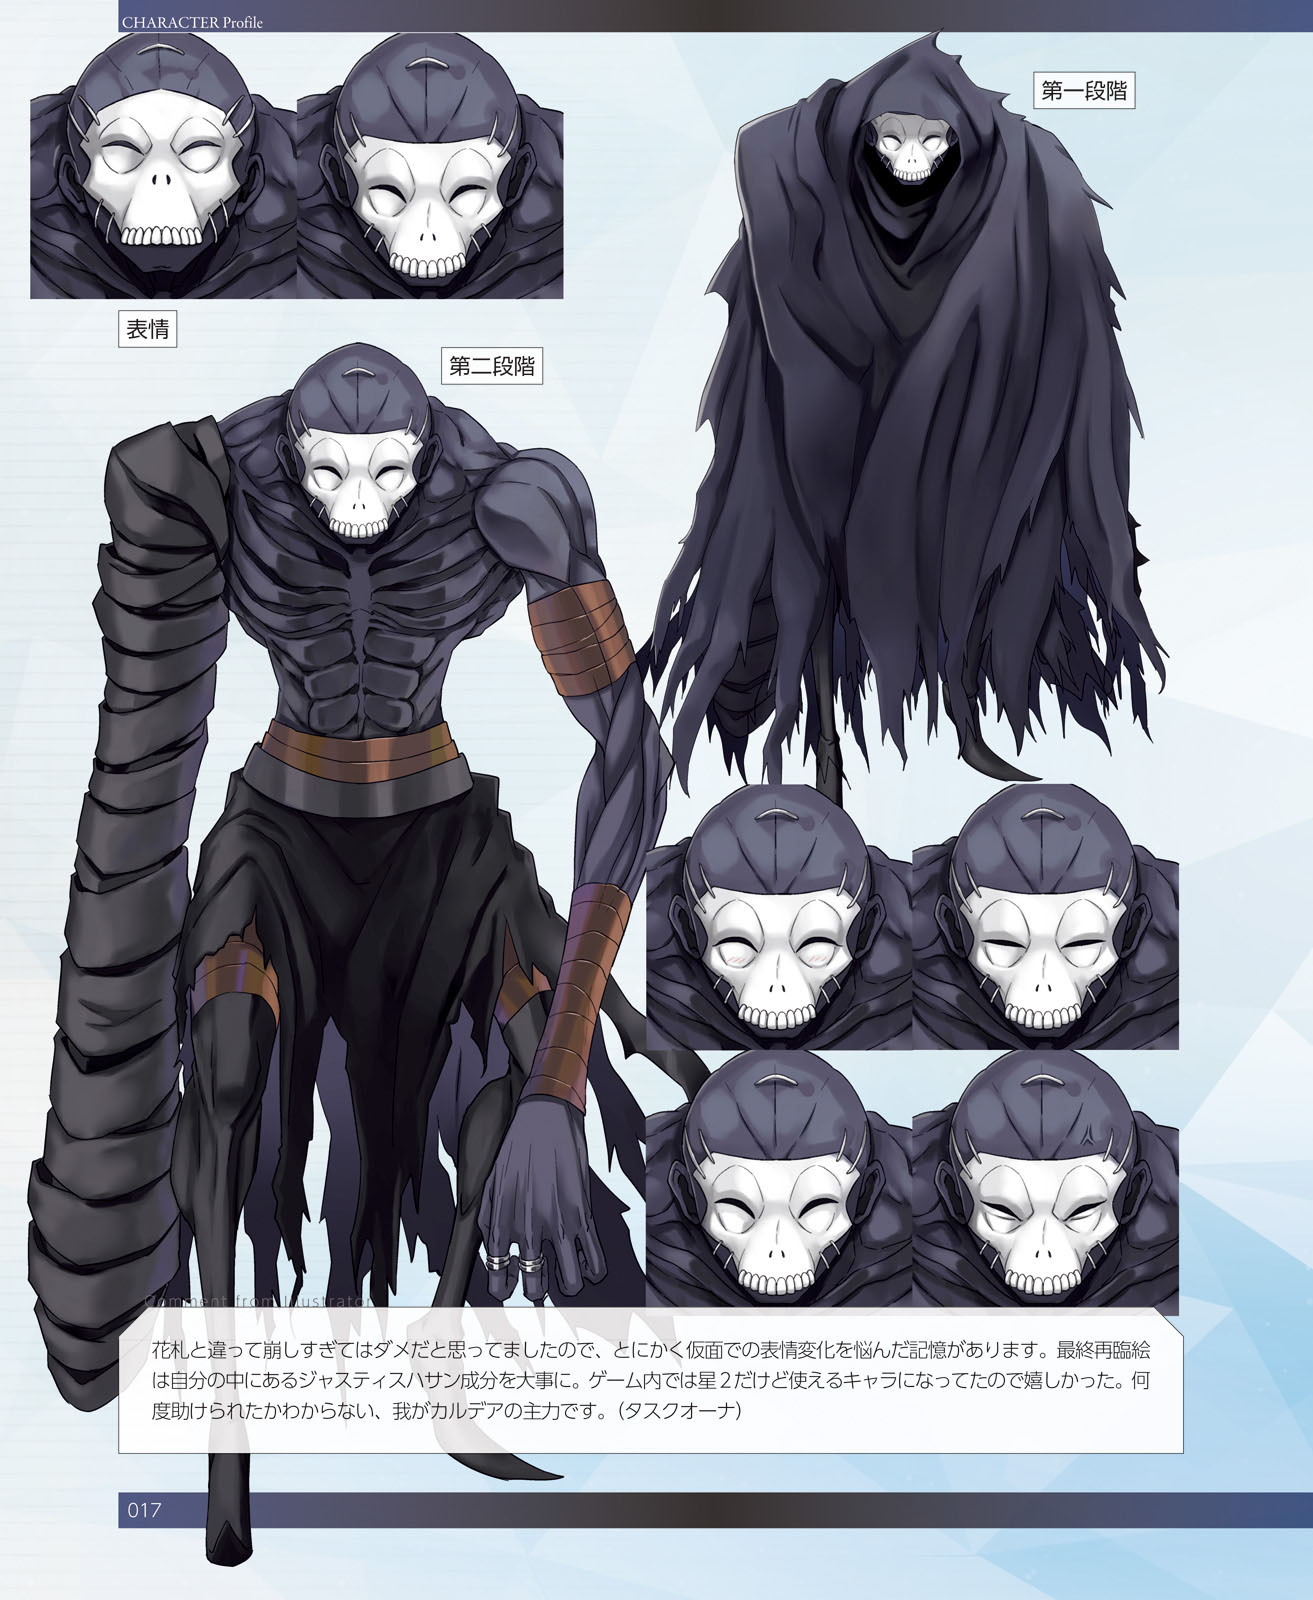 CHARACTER Profile
第一段階
表情
第二段階
Comment from Illustrator
花札と違って崩しすぎてはダメだと思ってましたので、とにかく仮面での表情変化を悩んだ記憶があります。最終再臨絵
は自分の中にあるジャスティスハサン成分を大事に。ゲーム内では星２だけど使えるキャラになってたので嬉しかった。何
度助けられたかわからない、我がカルデアの主力です。（タスクオーナ）
017